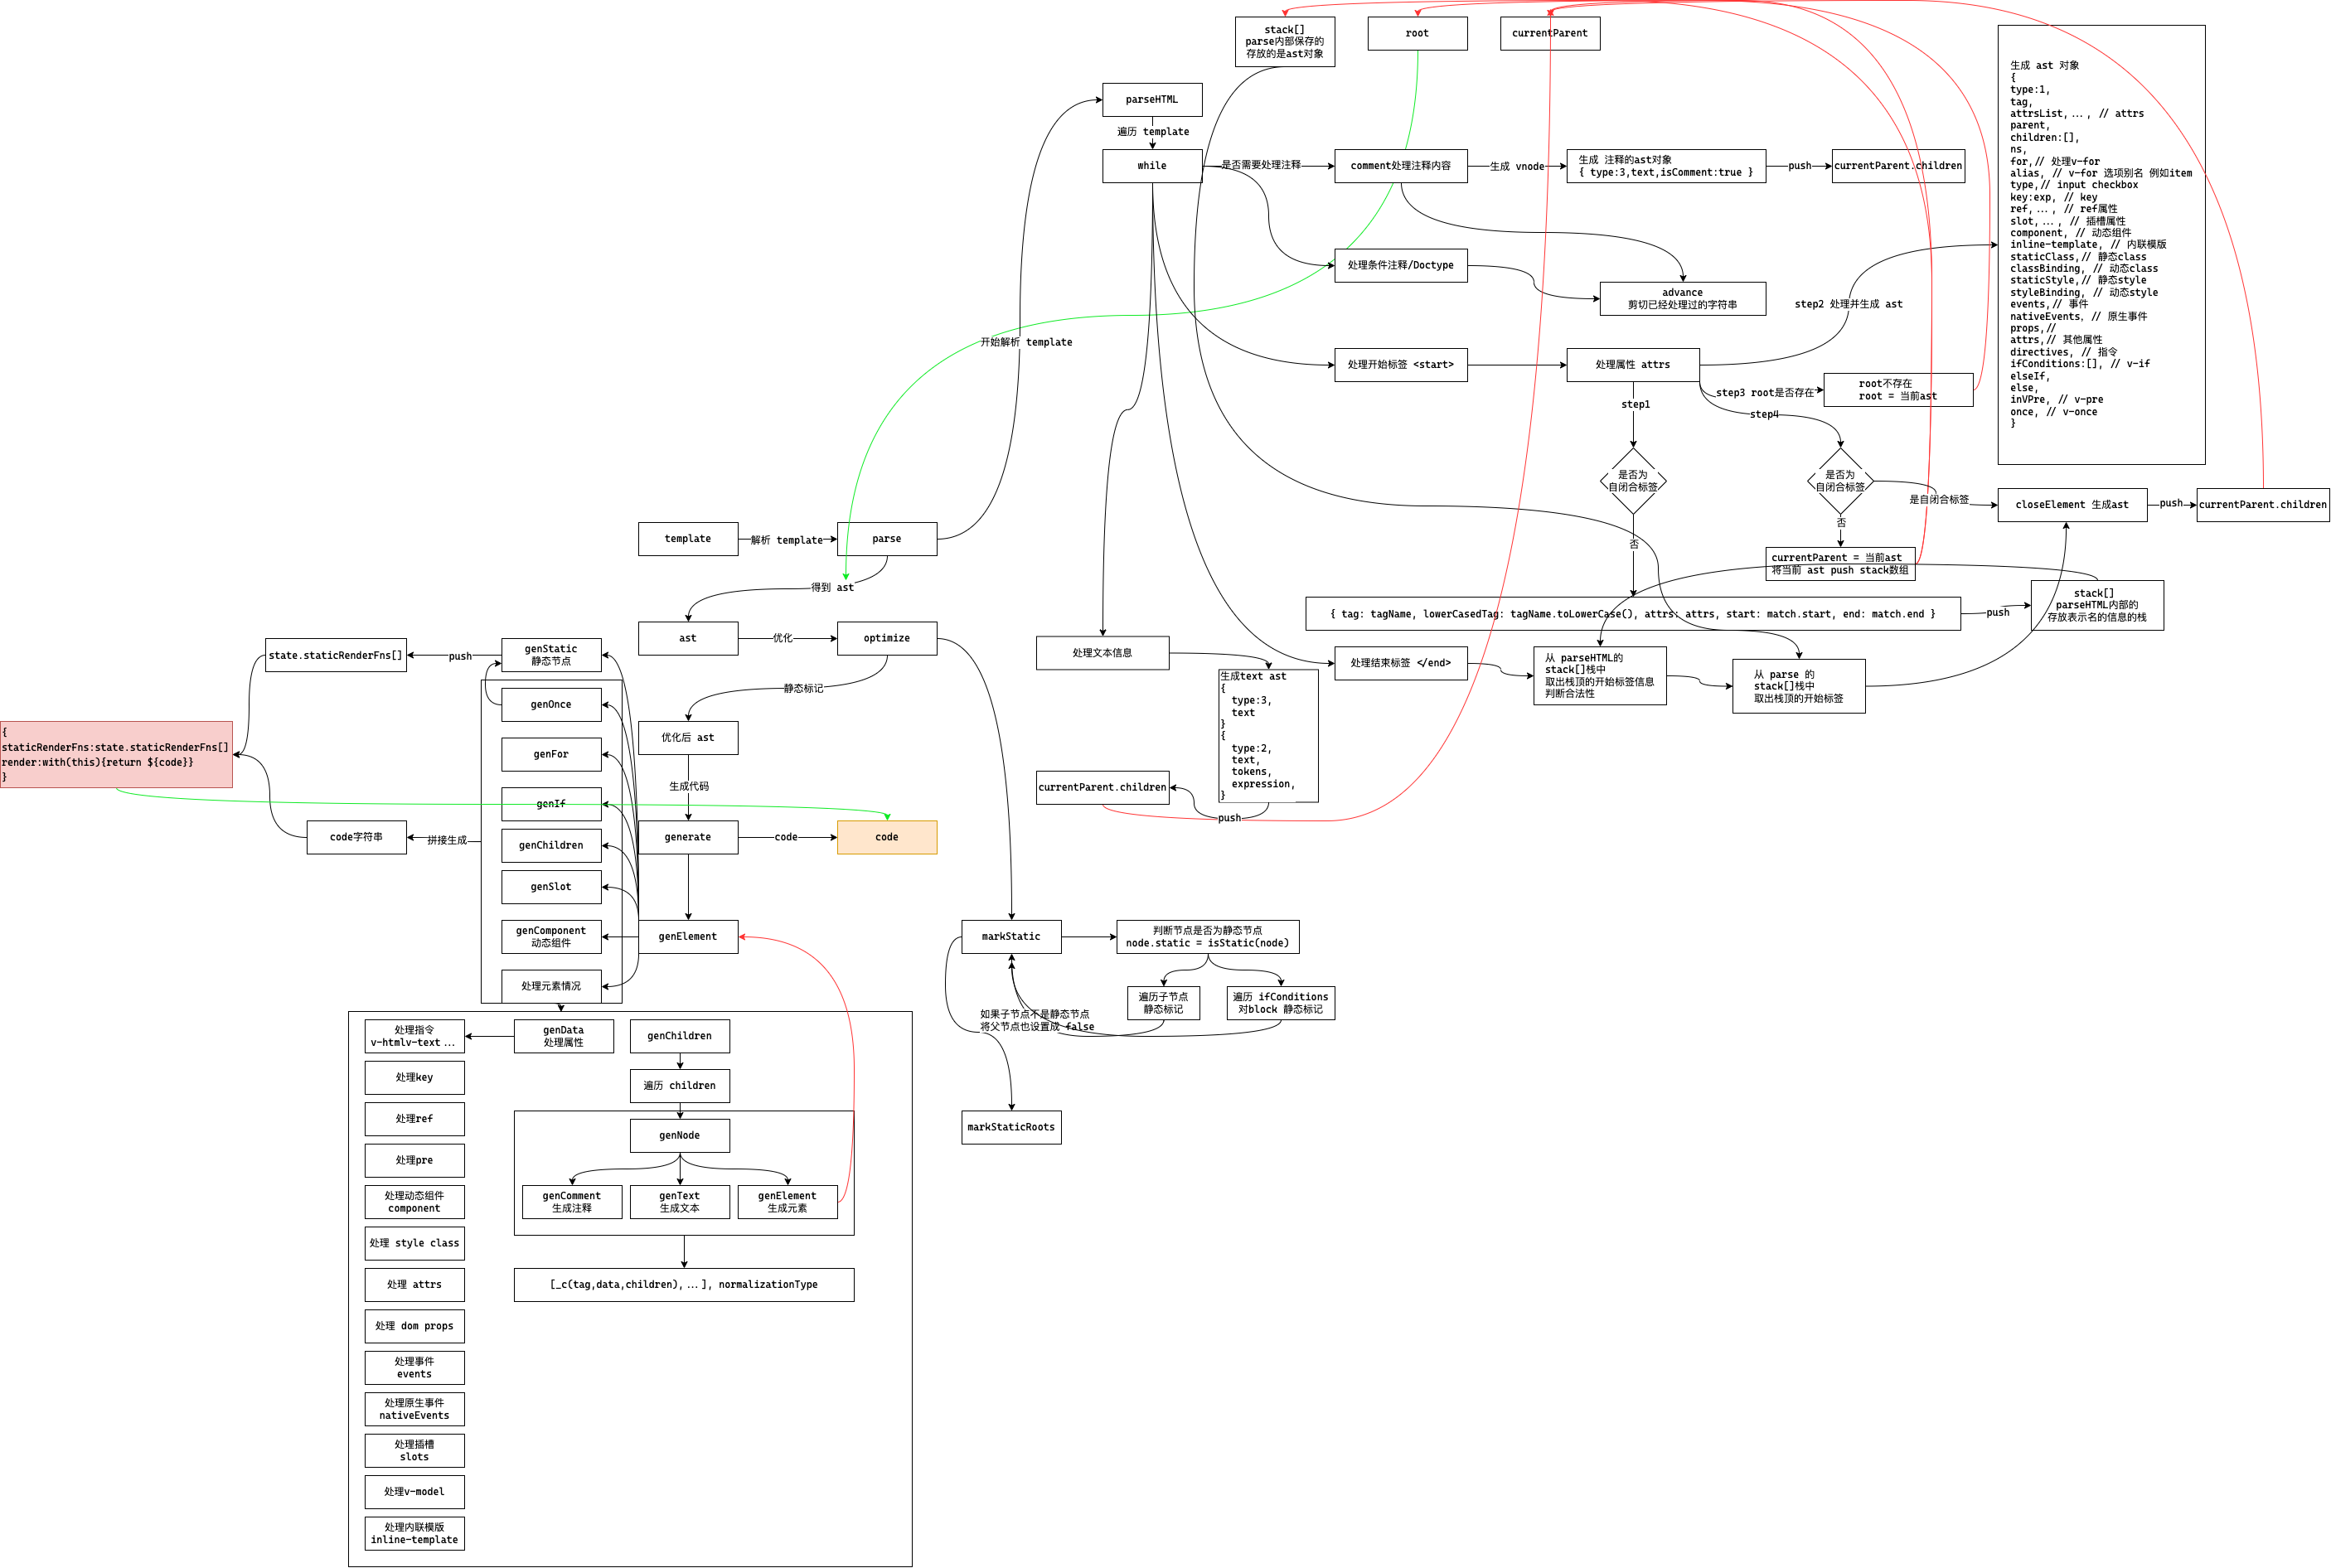 stack[]
parse内部保存的
存放的是ast对象
root
currentParent
parseHTML
遍历 template
while
是否需要处理注释
comment处理注释内容
生成 vnode
生成 注释的ast对象
{ type:3,text,isComment:true }
push
currentParent.children
处理条件注释/Doctype
advance
剪切已经处理过的字符串
生成 ast 对象
{
type:1,
tag,
attrsList,..., // attrs
parent,
children:[],
ns,
for,// 处理v-for
alias, // v-for 选项别名 例如item
type,// input checkbox
key:exp, // key
ref,..., // ref属性
slot,..., // 插槽属性
component, // 动态组件
inline-template, // 内联模版
staticClass,// 静态class
classBinding, // 动态class
staticStyle,// 静态style
styleBinding, // 动态style
events,// 事件
nativeEvents, // 原生事件
props,//
attrs,// 其他属性
directives, // 指令
ifConditions:[], // v-if
elseIf,
else,
inVPre, // v-pre
once, // v-once
}
开始解析 template
step2 处理并生成 ast
处理开始标签 <start>
处理属性 attrs
step1
step3 root是否存在
root不存在
root = 当前ast
step4
是否为
自闭合标签
是否为
自闭合标签
是自闭合标签
closeElement 生成ast
push
currentParent.children
否
否
currentParent = 当前ast
将当前 ast push stack数组
{ tag: tagName, lowerCasedTag: tagName.toLowerCase(), attrs: attrs, start: match.start, end: match.end }
push
stack[]
parseHTML内部的
存放表示名的信息的栈
template
解析 template
parse
得到 ast
ast
优化
optimize
静态标记
优化后 ast
生成代码
generate
code
code
genElement
处理文本信息
生成text ast
{
type:3,
text
}
{
type:2,
text,
tokens,
expression,
}
currentParent.children
push
处理结束标签 </end>
从 parseHTML的
stack[]栈中
取出栈顶的开始标签信息
判断合法性
从 parse 的
stack[]栈中
取出栈顶的开始标签
state.staticRenderFns[]
push
genStatic
静态节点
genOnce
genFor
genIf
genChildren
genSlot
genComponent
动态组件
处理元素情况
{
staticRenderFns:state.staticRenderFns[]
render:with(this){return ${code}}
}
code字符串
拼接生成
markStatic
判断节点是否为静态节点
node.static = isStatic(node)
遍历子节点
静态标记
遍历 ifConditions
对block 静态标记
如果子节点不是静态节点
将父节点也设置成 false
markStaticRoots
处理指令
v-htmlv-text...
genData
处理属性
genChildren
处理key
遍历 children
处理ref
genNode
处理pre
处理动态组件
component
genComment
生成注释
genText
生成文本
genElement
生成元素
处理 style class
处理 attrs
[_c(tag,data,children),...], normalizationType
处理 dom props
处理事件
events
处理原生事件
nativeEvents
处理插槽
slots
处理v-model
处理内联模版
inline-template